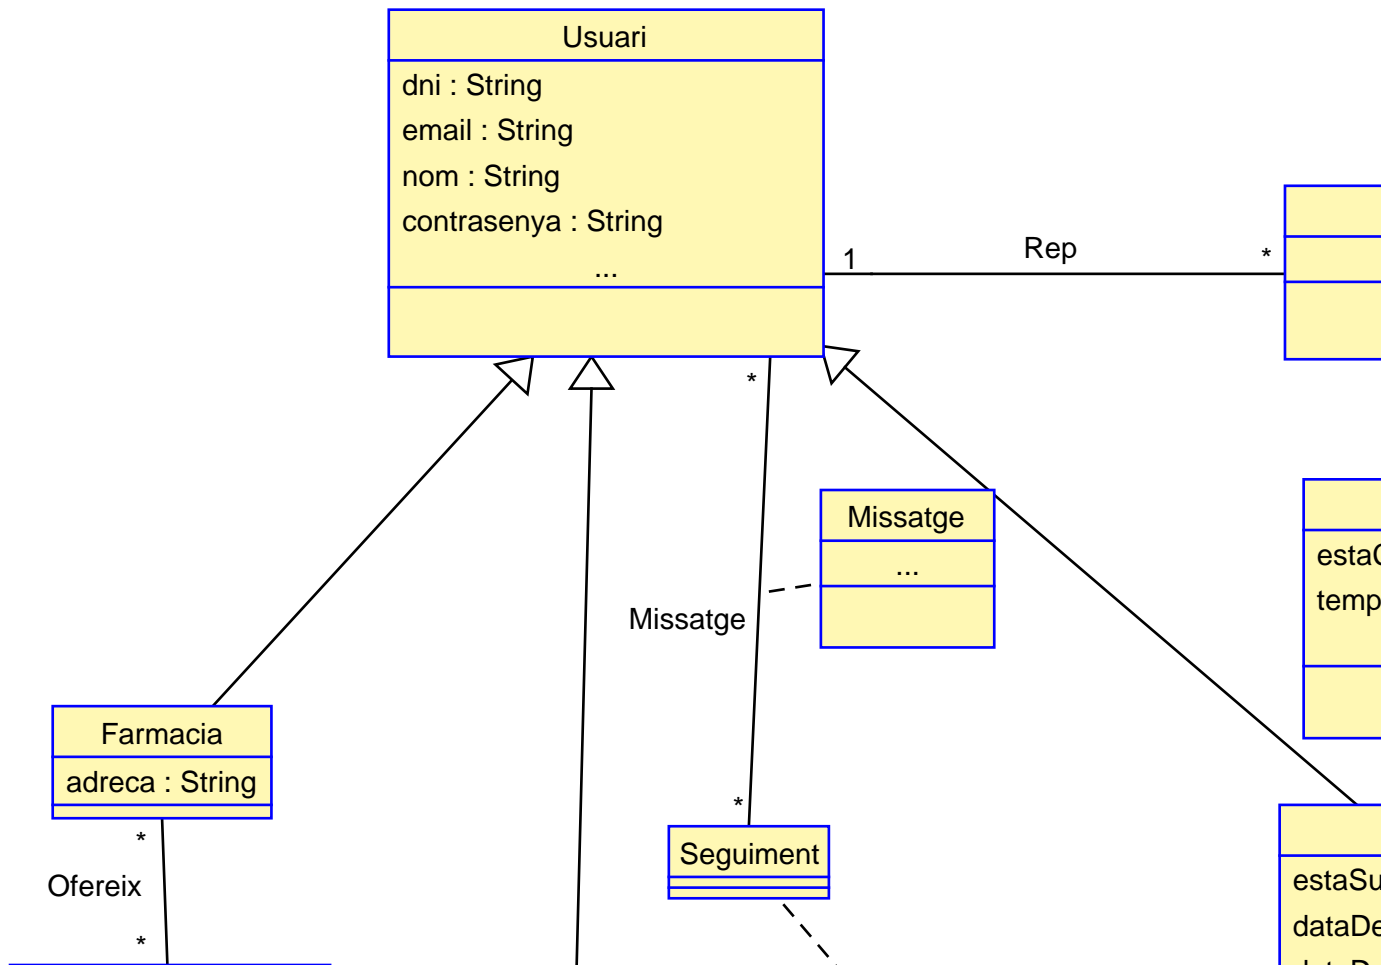 Usuari
dni : String
email : String
nom : String
contrasenya : String
...
1
Rep
*
*
Missatge
...
Missatge
Farmacia
adreca : String
*
Ofereix
*
*
Seguiment